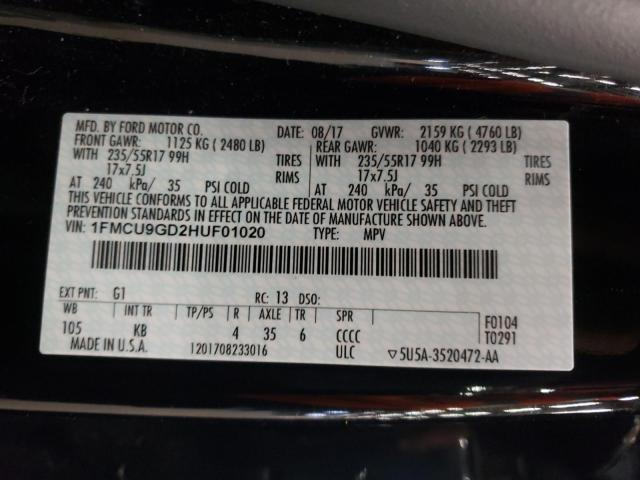 MFD. BY FORD MOTOR CO. DATE: 08/17 GVWR: 2159 KG ( 4760 LB)
FRONT GAWR: 1125 KG ( 2480 LB) REAR GAWR: 1040 KG ( 2293 LB)
WITH 235/55R17 99H TIRES WITH 235/55R17 99H TIRES
17x7.5J RIMS 17x7.5J RIMS
AT 240 kPa/ 35 PSI COLD AT 240 kPa/ 35 PSI COLD
THIS VEHICLE CONFORMS TO ALL APPLICABLE FEDERAL MOTOR VEHICLE SAFETY AND THEFT
PREVENTION STANDARDS IN EFFECT ON THE DATE OF MANUFACTURE SHOWN ABOVE.
VIN: 1FMCU9GD2HUF01020 TYPE: MPV
EXT PNT: G1 RC: 13 DSO:
WB INT TR TP/PS R AXLE TR SPR F0104
105 KB 4 35 6 CCCC T0291
MADE IN U.S.A. 1201708233016 ULC ▽5U5A-3520472-AA